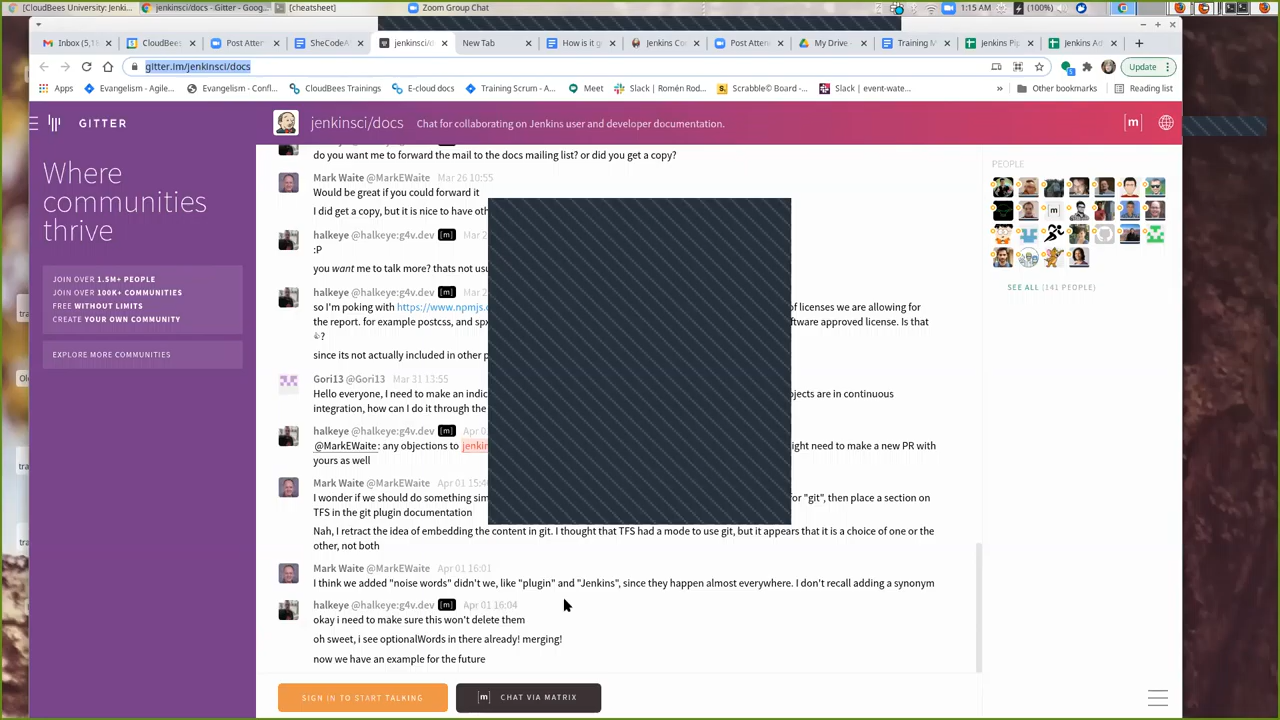 [CloudBees University: Jenki...
jenkinsci/docs - Gitter - Goog...
[cheatsheet]
Zoom Group Chat
1:15 AM
(100%)
Inbox (5,1
CloudBees
Post Atten
SheCodeA
jenkinsci/d
New Tab
How is it g
Jenkins Co
Post Atten
My Drive
Training M
Jenkins Pip
Jenkins Ad
gitter.im/jenkinsci/docs
Update
Apps
Evangelism - Agile...
Evangelism - Confl...
CloudBees Trainings
E-cloud docs
Training Scrum - A...
Meet
Slack | Romén Rod...
Scrabble© Board -...
Slack | event-wate...
»
Other bookmarks
Reading list
GITTER
jenkinsci/docs
Chat for collaborating on Jenkins user and developer documentation.
[m]
Where
communities
thrive
JOIN OVER 1.5M+ PEOPLE
JOIN OVER 100K+ COMMUNITIES
FREE WITHOUT LIMITS
CREATE YOUR OWN COMMUNITY
EXPLORE MORE COMMUNITIES
do you want me to forward the mail to the docs mailing list? or did you get a copy?
Mark Waite @MarkEWaite Mar 26 10:55
Would be great if you could forward it
I did get a copy, but it is nice to have oth
halkeye @halkeye:g4v.dev [m] Mar 2
:P
you want me to talk more? thats not usu
halkeye @halkeye:g4v.dev [m] Mar 2
so I'm poking with https://www.npmjs.c of licenses we are allowing for
the report. for example postcss, and spx ftware approved license. Is that
?
since its not actually included in other p
Gori13 @Gori13 Mar 31 13:55
Hello everyone, I need to make an indic ojects are in continuous
integration, how can I do it through the
halkeye @halkeye:g4v.dev [m] Apr 0
@MarkEWaite: any objections to jenkin ight need to make a new PR with
yours as well
Mark Waite @MarkEWaite Apr 01 15:4
I wonder if we should do something sim for "git", then place a section on
TFS in the git plugin documentation
Nah, I retract the idea of embedding the content in git. I thought that TFS had a mode to use git, but it appears that it is a choice of one or the
other, not both
Mark Waite @MarkEWaite Apr 01 16:01
I think we added "noise words" didn't we, like "plugin" and "Jenkins", since they happen almost everywhere. I don't recall adding a synonym
halkeye @halkeye:g4v.dev [m] Apr 01 16:04
okay i need to make sure this won't delete them
oh sweet, i see optionalWords in there already! merging!
now we have an example for the future
SIGN IN TO START TALKING
[m] CHAT VIA MATRIX
PEOPLE
SEE ALL (141 PEOPLE)